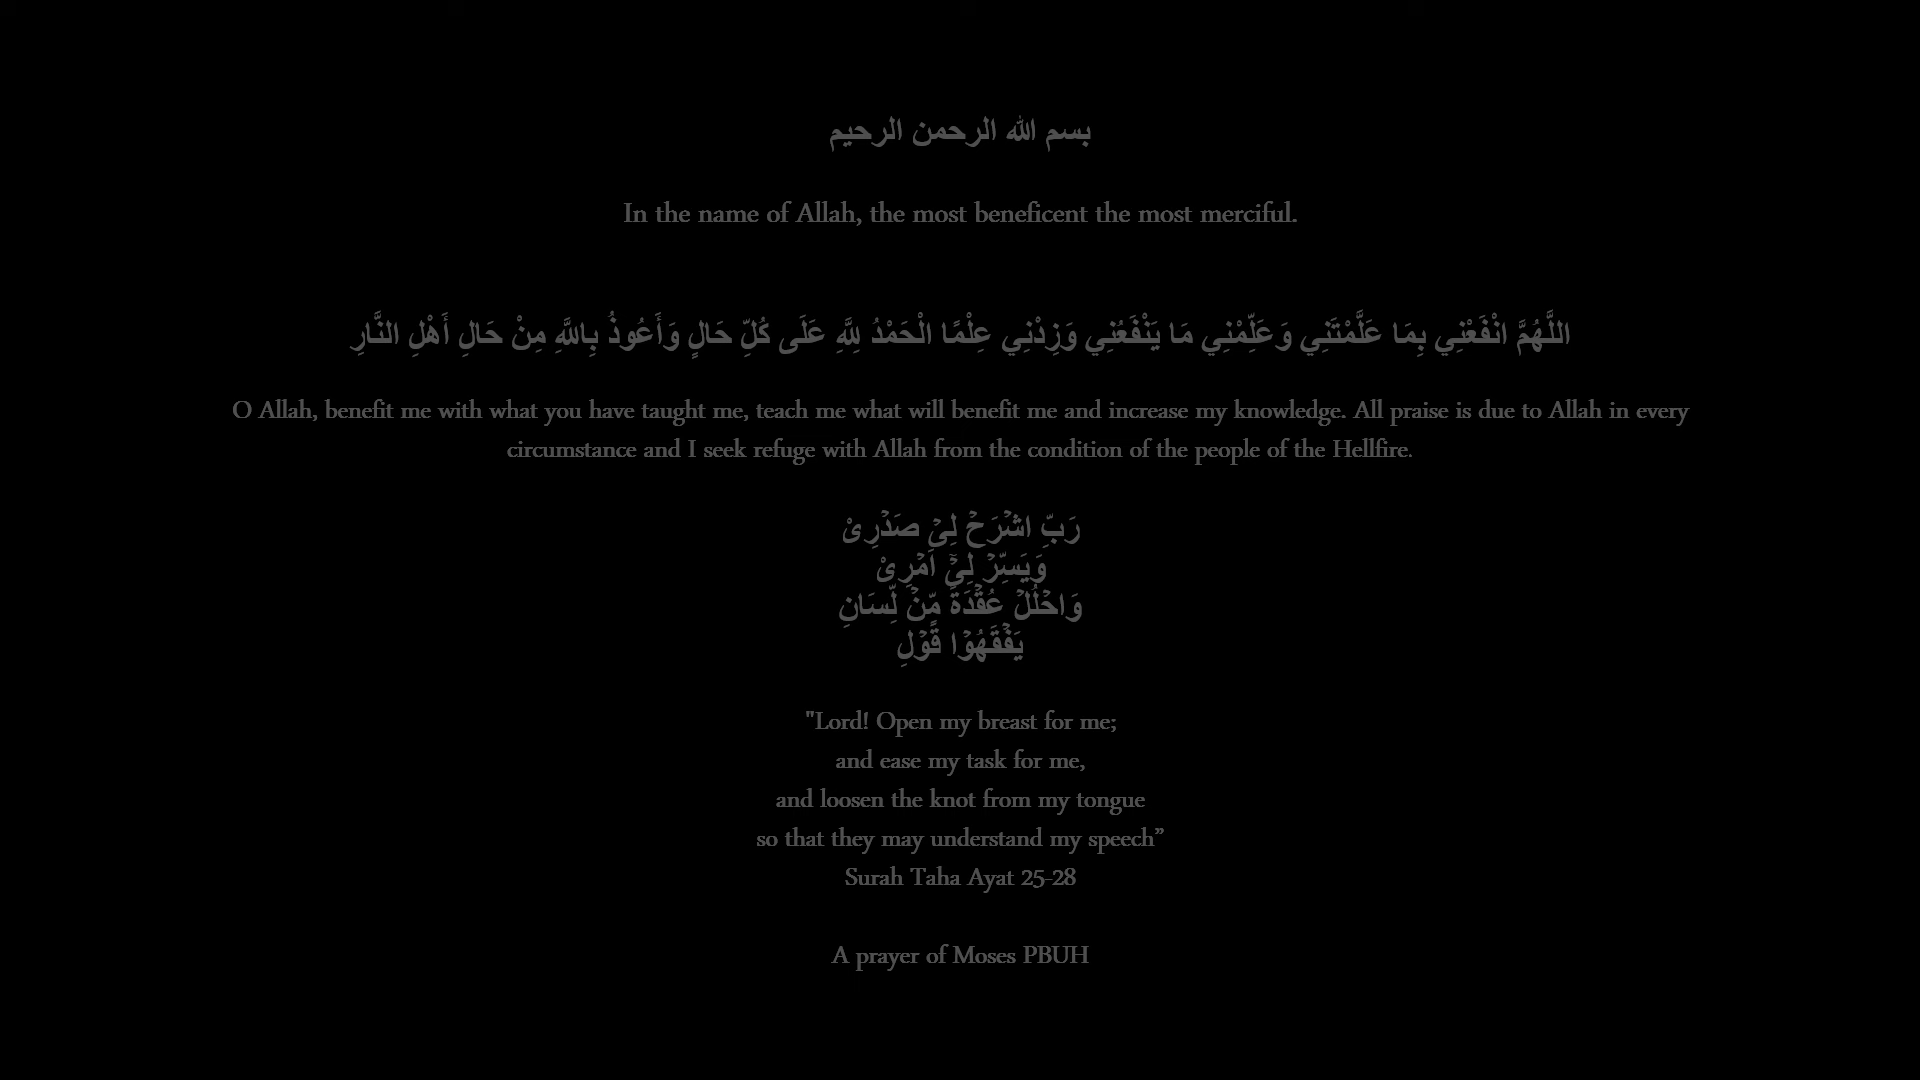 بسم الله الرحمن الرحيم
In the name of Allah, the most beneficent the most merciful.
اللَّهُمَّ انْفَعْنِي بِمَا عَلَّمْتَنِي وَعَلِّمْنِي مَا يَنْفَعُنِي وَزِدْنِي عِلْمًا الْحَمْدُ لِلَّهِ عَلَى كُلِّ حَالٍ وَأَعُوذُ بِاللَّهِ مِنْ حَالِ أَهْلِ النَّارِ
O Allah, benefit me with what you have taught me, teach me what will benefit me and increase my knowledge. All praise is due to Allah in every
circumstance and I seek refuge with Allah from the condition of the people of the Hellfire.
رَبِّ اشۡرَحۡ لِىۡ صَدۡرِىۡ
وَيَسِّرۡ لِىۡۤ اَمۡرِىۡ
وَاحۡلُلۡ عُقۡدَةً مِّنۡ لِّسَانِ
يَفۡقَهُوۡا قَوۡلِ
"Lord! Open my breast for me;
and ease my task for me,
and loosen the knot from my tongue
so that they may understand my speech”
Surah Taha Ayat 25-28
A prayer of Moses PBUH